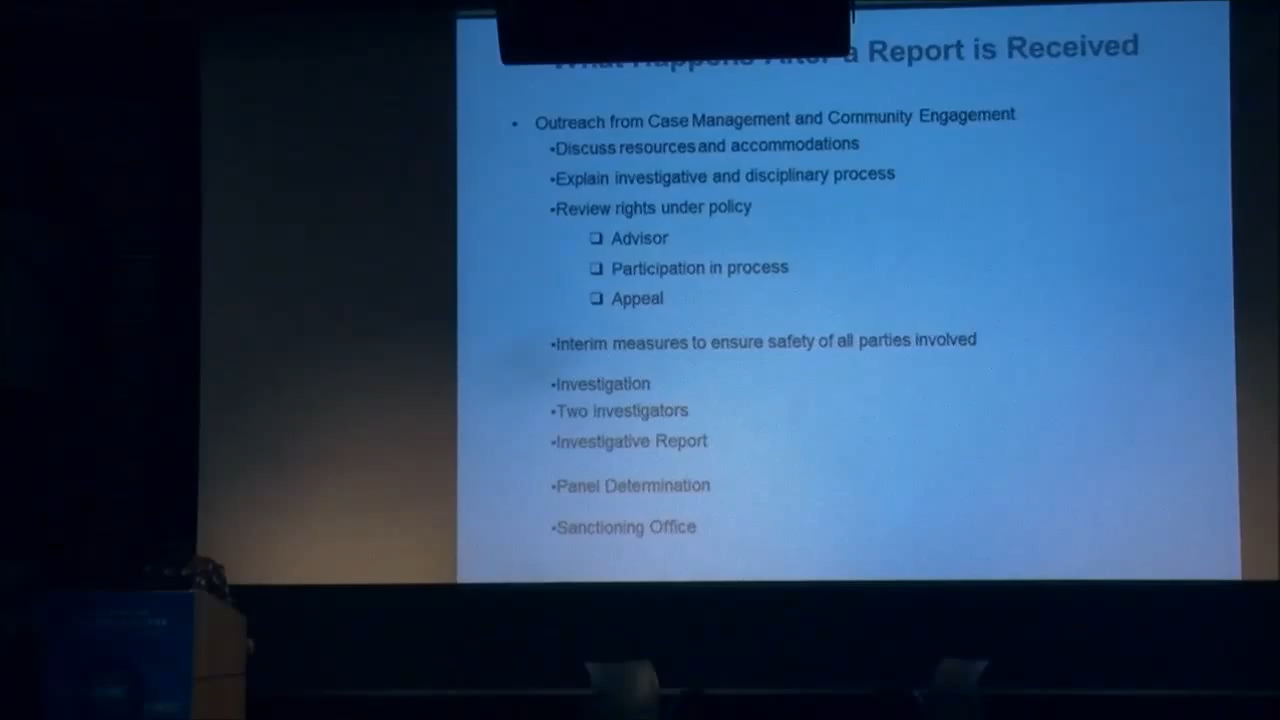 What Happens After a Report is Received
• Outreach from Case Management and Community Engagement
•Discuss resources and accommodations
•Explain investigative and disciplinary process
•Review rights under policy
❑ Advisor
❑ Participation in process
❑ Appeal
•Interim measures to ensure safety of all parties involved
•Investigation
•Two investigators
•Investigative Report
•Panel Determination
•Sanctioning Office